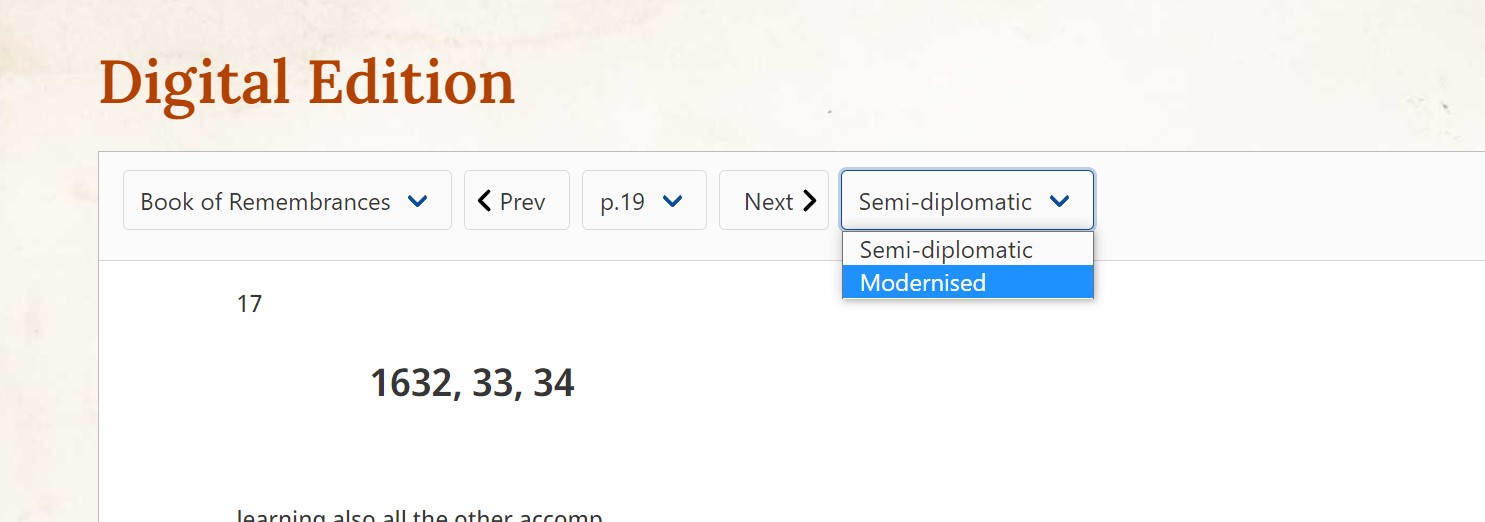 Digital Edition
Book of Remembrances Prev p.19 Next Semi-diplomatic
Semi-diplomatic
Modernised
17
1632, 33, 34
learning also all the other accomp